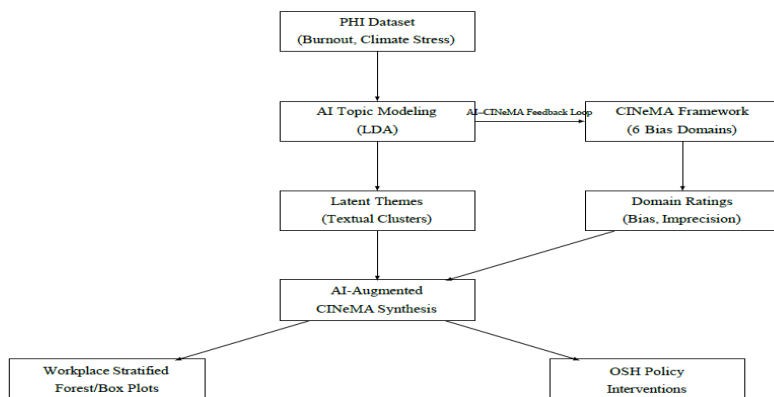 PHI Dataset
(Burnout, Climate Stress)
AI Topic Modeling
(LDA)
AI–CINeMA Feedback Loop
CINeMA Framework
(6 Bias Domains)
Latent Themes
(Textual Clusters)
Domain Ratings
(Bias, Imprecision)
AI-Augmented
CINeMA Synthesis
Workplace Stratified
Forest/Box Plots
OSH Policy
Interventions